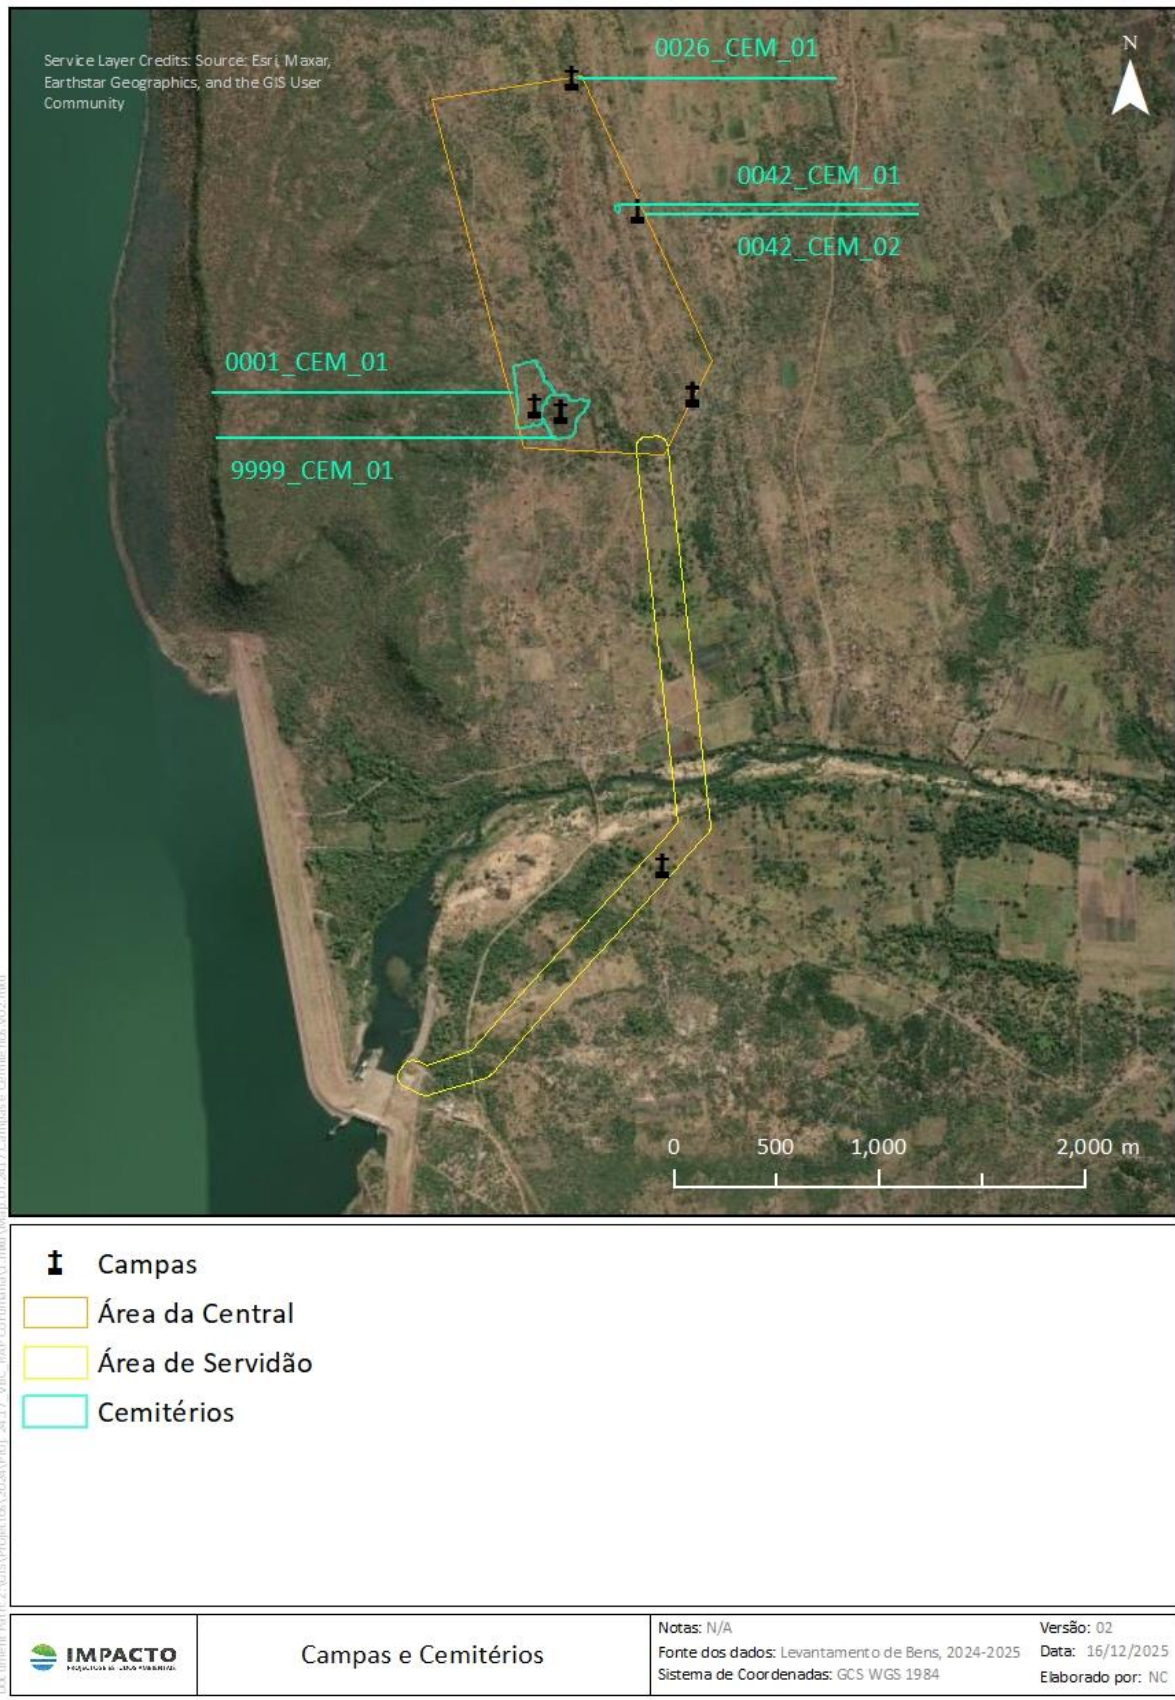 Service Layer Credits: Source: Esri, Maxar,
Earthstar Geographics, and the GIS User
Community
0026_CEM_01
N
0042_CEM_01
0042_CEM_02
0001_CEM_01
9999_CEM_01
0 500 1,000 2,000 m
Campas
Área da Central
Área de Servidão
Cemitérios
IMPACTO
Campas e Cemitérios
Notas: N/A
Fonte dos dados: Levantamento de Bens, 2024-2025
Sistema de Coordenadas: GCS WGS 1984
Versão: 02
Data: 16/12/2025
Elaborado por: NC